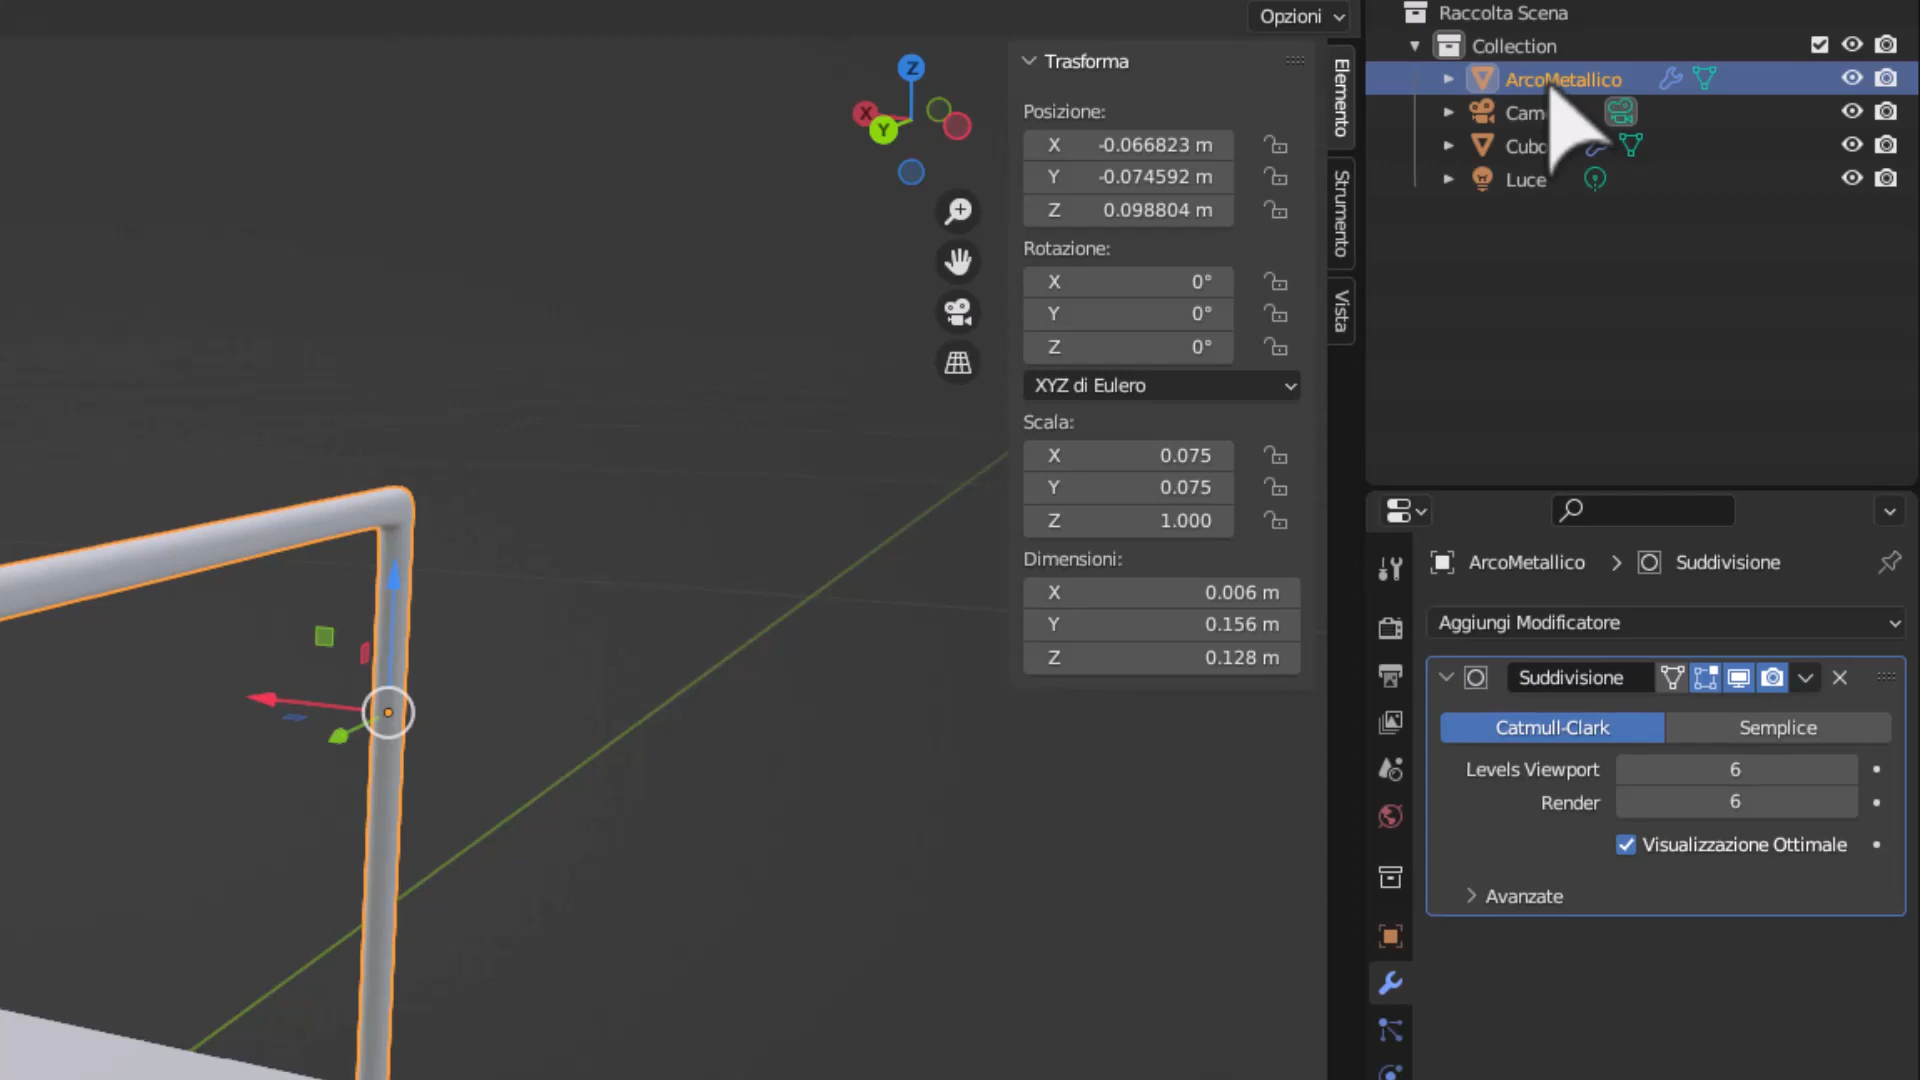 Opzioni
Z
X
Y
Trasforma
Posizione:
X -0.066823 m
Y -0.074592 m
Z 0.098804 m
Rotazione:
X 0°
Y 0°
Z 0°
XYZ di Eulero
Scala:
X 0.075
Y 0.075
Z 1.000
Dimensioni:
X 0.006 m
Y 0.156 m
Z 0.128 m
Elemento
Strumento
Vista
Raccolta Scena
Collection
ArcoMetallico
Cam
Cubo
Luce
ArcoMetallico > Suddivisione
Aggiungi Modificatore
Suddivisione
Catmull-Clark Semplice
Levels Viewport 6
Render 6
Visualizzazione Ottimale
Avanzate